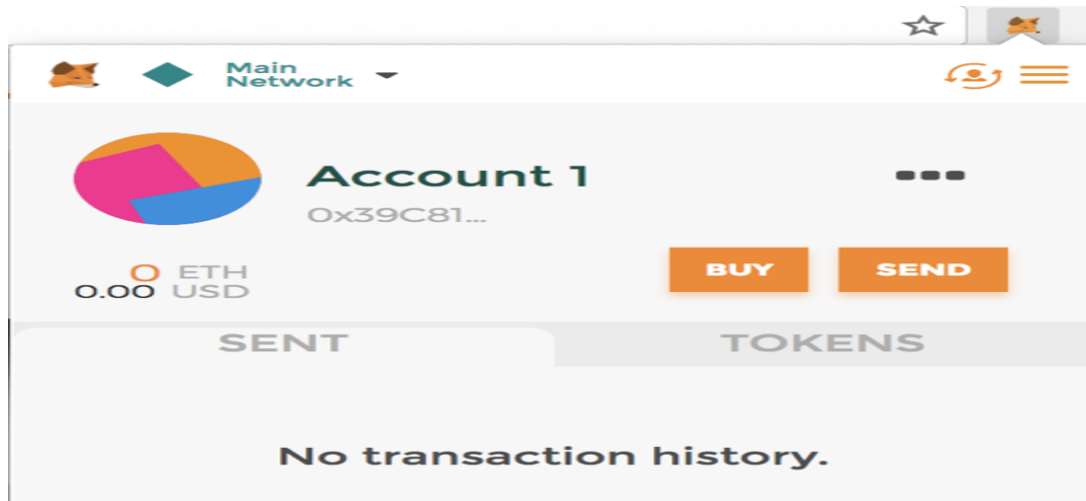 Main
Network
Account 1
0x39C81...
0 ETH
0.00 USD
BUY
SEND
SENT
TOKENS
No transaction history.